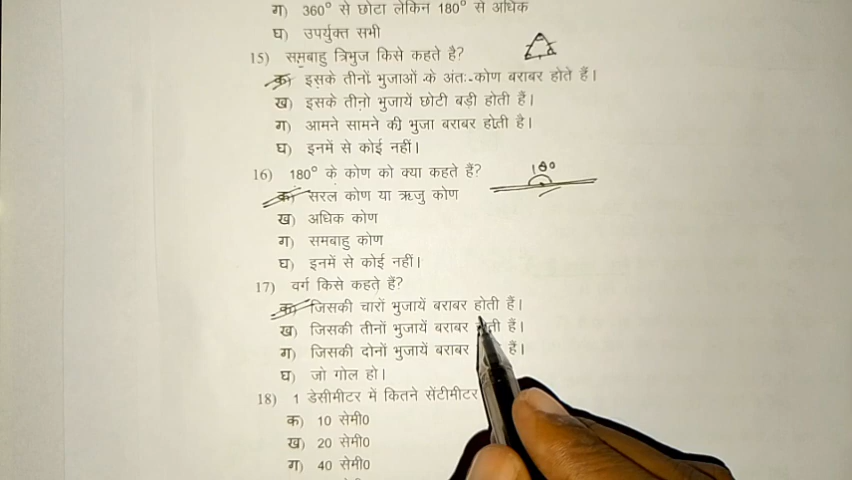 ग) 360° से छोटा लेकिन 180° से अधिक
घ) उपर्युक्त सभी
15) समबाहु त्रिभुज किसे कहते है?
क) इसके तीनों भुजाओं के अंतः-कोण बराबर होते हैं।
ख) इसके तीनो भुजायें छोटी बड़ी होती हैं।
ग) आमने सामने की भुजा बराबर होती है।
घ) इनमें से कोई नहीं।
16) 180° के कोण को क्या कहते हैं?
180
क) सरल कोण या ऋजु कोण
ख) अधिक कोण
ग) समबाहु कोण
घ) इनमें से कोई नहीं।
17) वर्ग किसे कहते हैं?
क) जिसकी चारों भुजायें बराबर होती हैं।
ख) जिसकी तीनों भुजायें बराबर हैं।
ग) जिसकी दोनों भुजायें बराबर हैं।
घ) जो गोल हो।
18) 1 डेसीमीटर में कितने सेंटीमीटर
क) 10 सेमी0
ख) 20 सेमी0
ग) 40 सेमी0